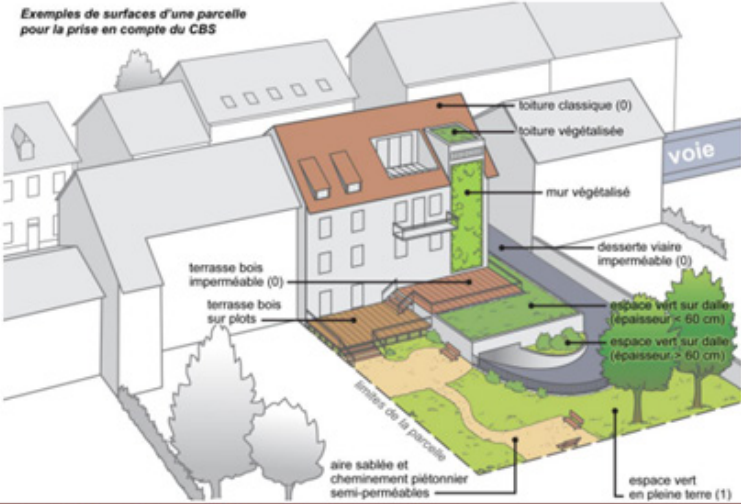 Exemples de surfaces d'une parcelle
pour la prise en compte du CBS
toiture classique (0)
toiture végétalisée
voie
mur végétalisé
desserte viaire
imperméable (0)
terrasse bois
imperméable (0)
terrasse bois
sur plots
espace vert sur dalle
(épaisseur < 60 cm)
espace vert sur dalle
(épaisseur > 60 cm)
limites de la parcelle
aire sablée et
cheminement piétonnier
semi-perméables
espace vert
en pleine terre (1)